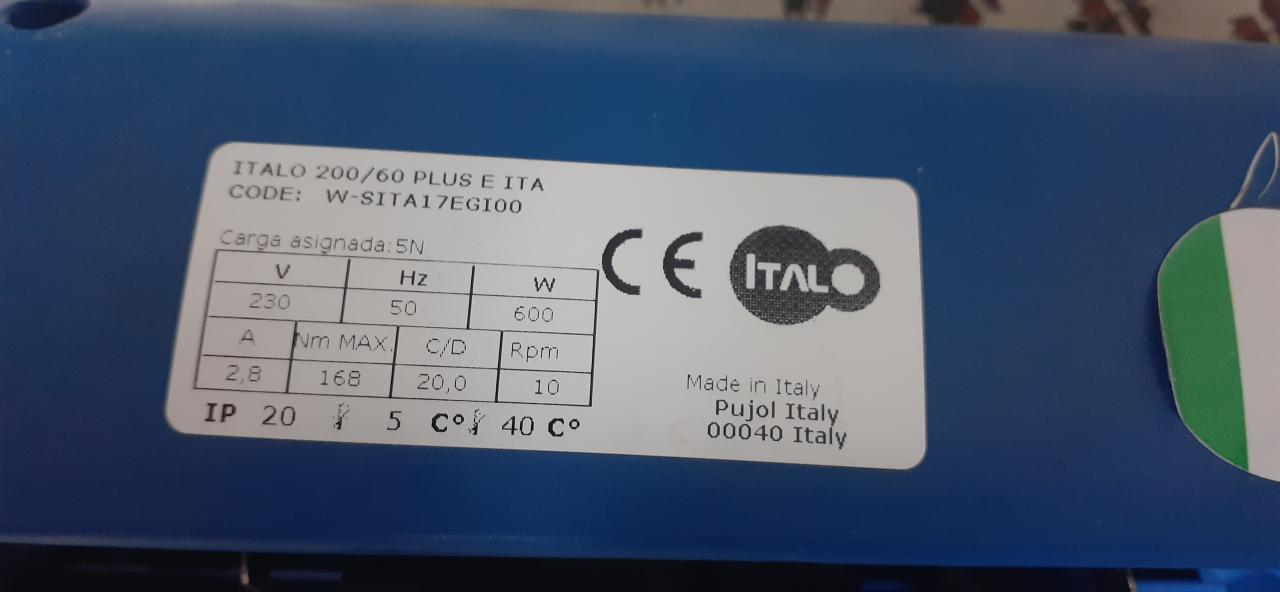 ITALO 200/60 PLUS E ITA
CODE: W-SITA17EGI00
Carga asignada:5N
V Hz W
230 50 600
A Nm MAX. C/D Rpm
2,8 168 20,0 10
IP 20 5 C° 40 C°
CE ITALO
Made in Italy
Pujol Italy
00040 Italy